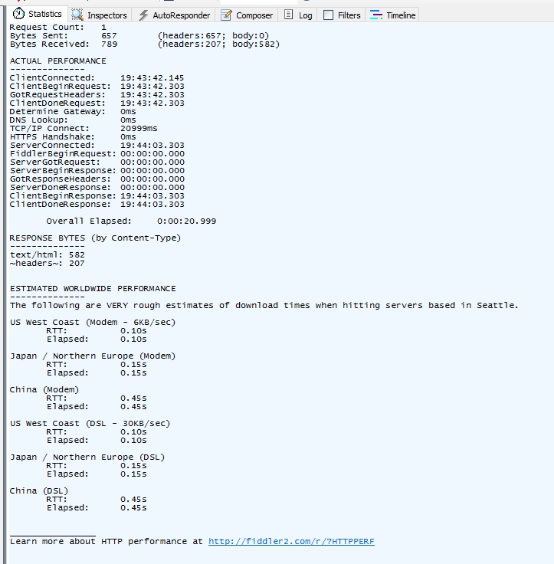 Statistics Inspectors AutoResponder Composer Log Filters Timeline
Request Count: 1
Bytes Sent: 657 (headers:657; body:0)
Bytes Received: 789 (headers:207; body:582)
ACTUAL PERFORMANCE
--------------
ClientConnected: 19:43:42.145
ClientBeginRequest: 19:43:42.303
GotRequestHeaders: 19:43:42.303
ClientDoneRequest: 19:43:42.303
Determine Gateway: 0ms
DNS Lookup: 0ms
TCP/IP Connect: 20999ms
HTTPS Handshake: 0ms
ServerConnected: 19:44:03.303
FiddlerBeginRequest: 00:00:00.000
ServerGotRequest: 00:00:00.000
ServerBeginResponse: 00:00:00.000
GotResponseHeaders: 00:00:00.000
ServerDoneResponse: 00:00:00.000
ClientBeginResponse: 19:44:03.303
ClientDoneResponse: 19:44:03.303
Overall Elapsed: 0:00:20.999
RESPONSE BYTES (by Content-Type)
--------------
text/html: 582
~headers~: 207
ESTIMATED WORLDWIDE PERFORMANCE
--------------
The following are VERY rough estimates of download times when hitting servers based in Seattle.
US West Coast (Modem - 6KB/sec)
RTT: 0.10s
Elapsed: 0.10s
Japan / Northern Europe (Modem)
RTT: 0.15s
Elapsed: 0.15s
China (Modem)
RTT: 0.45s
Elapsed: 0.45s
US West Coast (DSL - 30KB/sec)
RTT: 0.10s
Elapsed: 0.10s
Japan / Northern Europe (DSL)
RTT: 0.15s
Elapsed: 0.15s
China (DSL)
RTT: 0.45s
Elapsed: 0.45s
Learn more about HTTP performance at http://fiddler2.com/r/?HTTPPERF